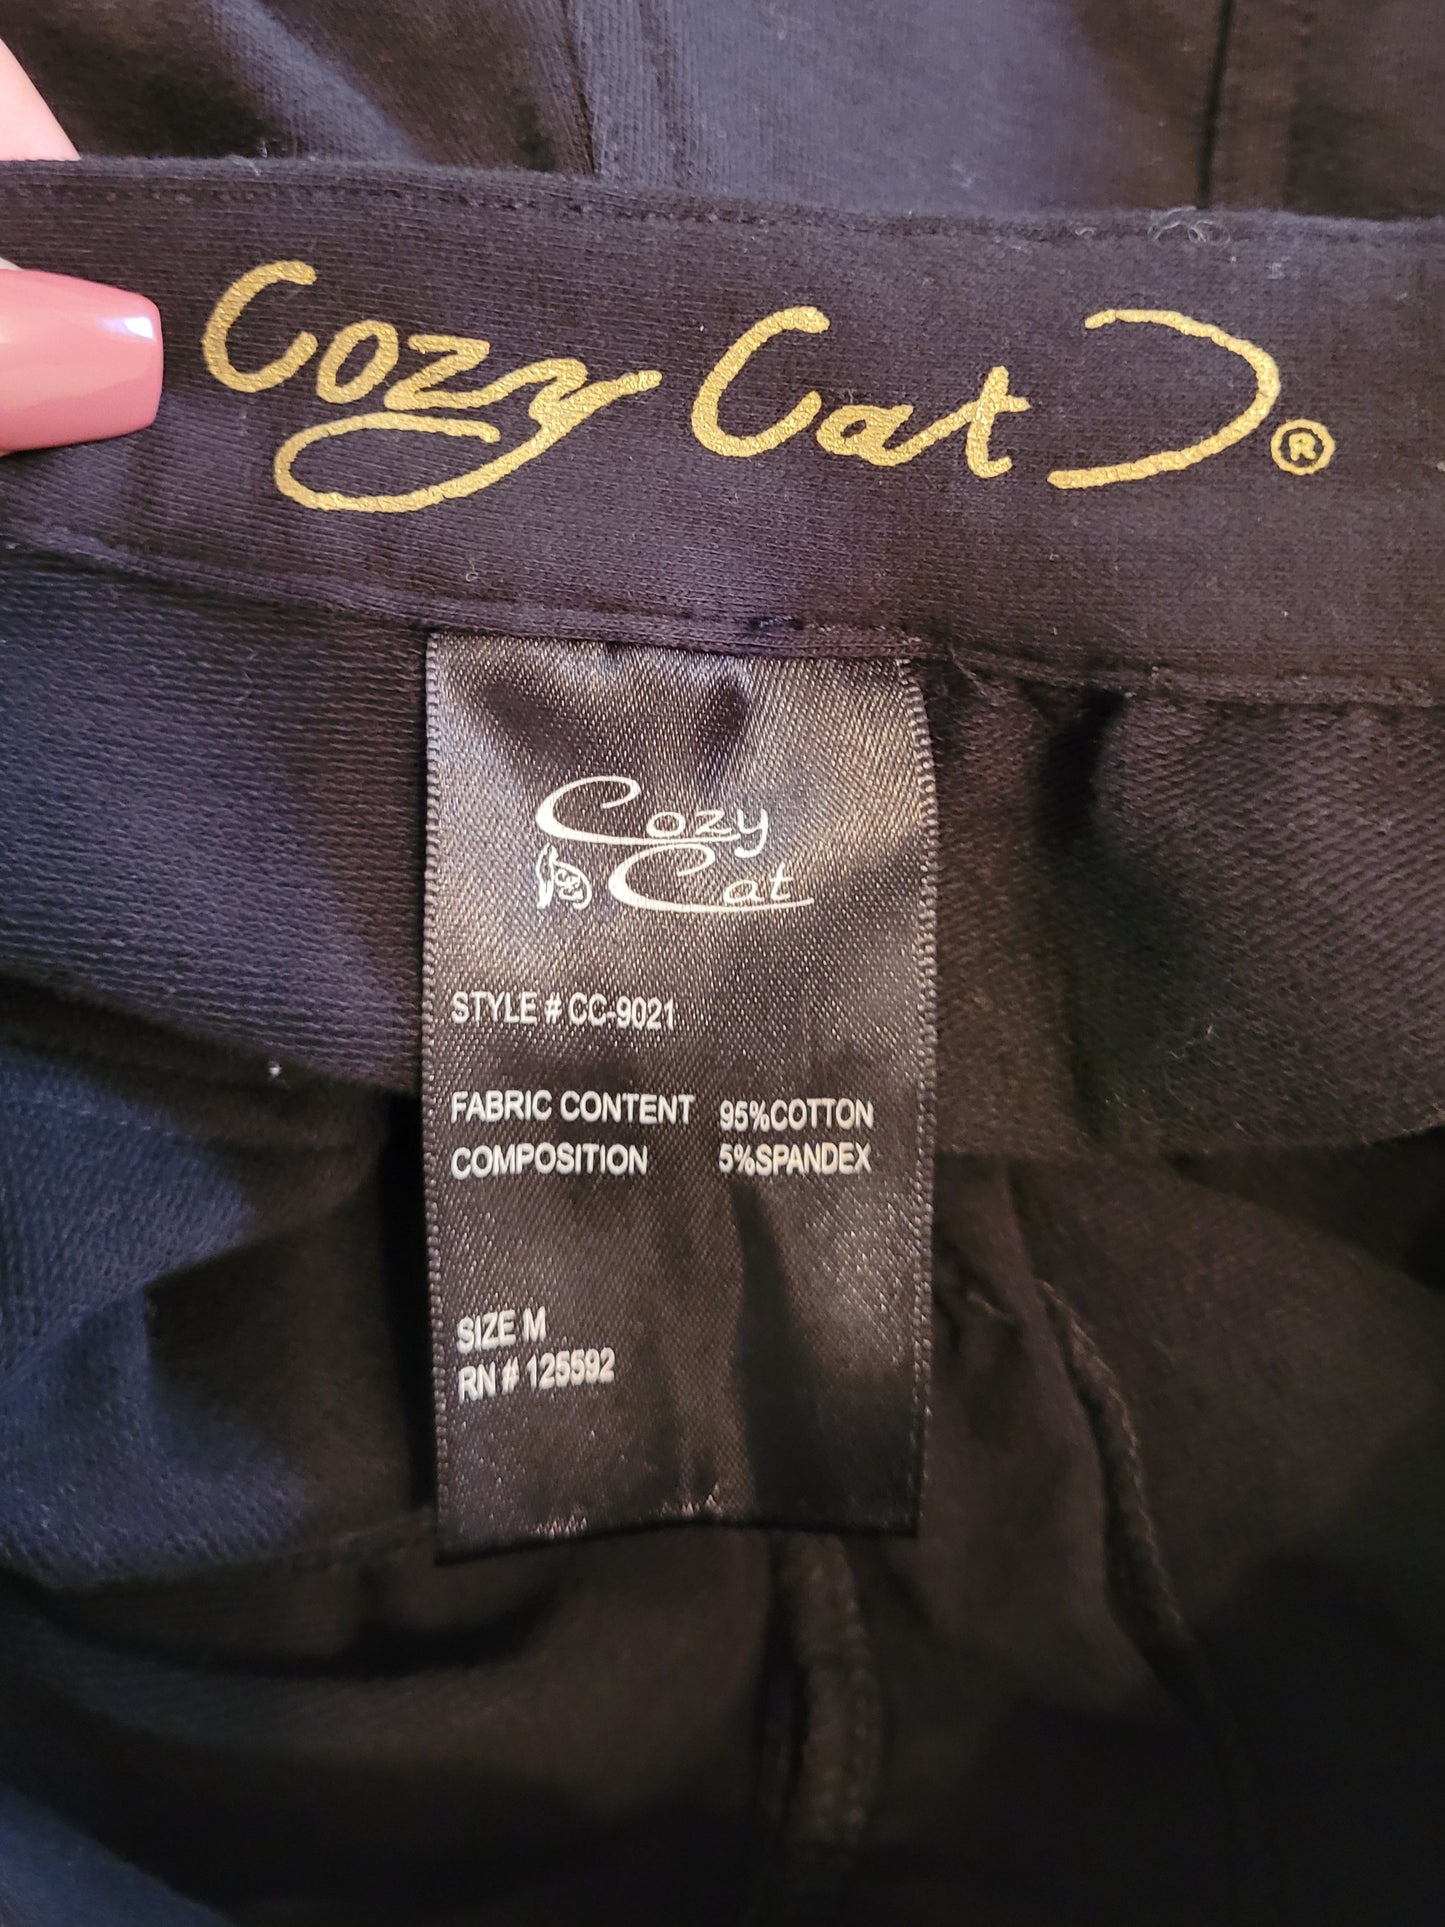 Cozy Cat ®
Cozy
Cat
STYLE # CC-9021
FABRIC CONTENT 95%COTTON
COMPOSITION 5%SPANDEX
SIZE M
RN # 125592